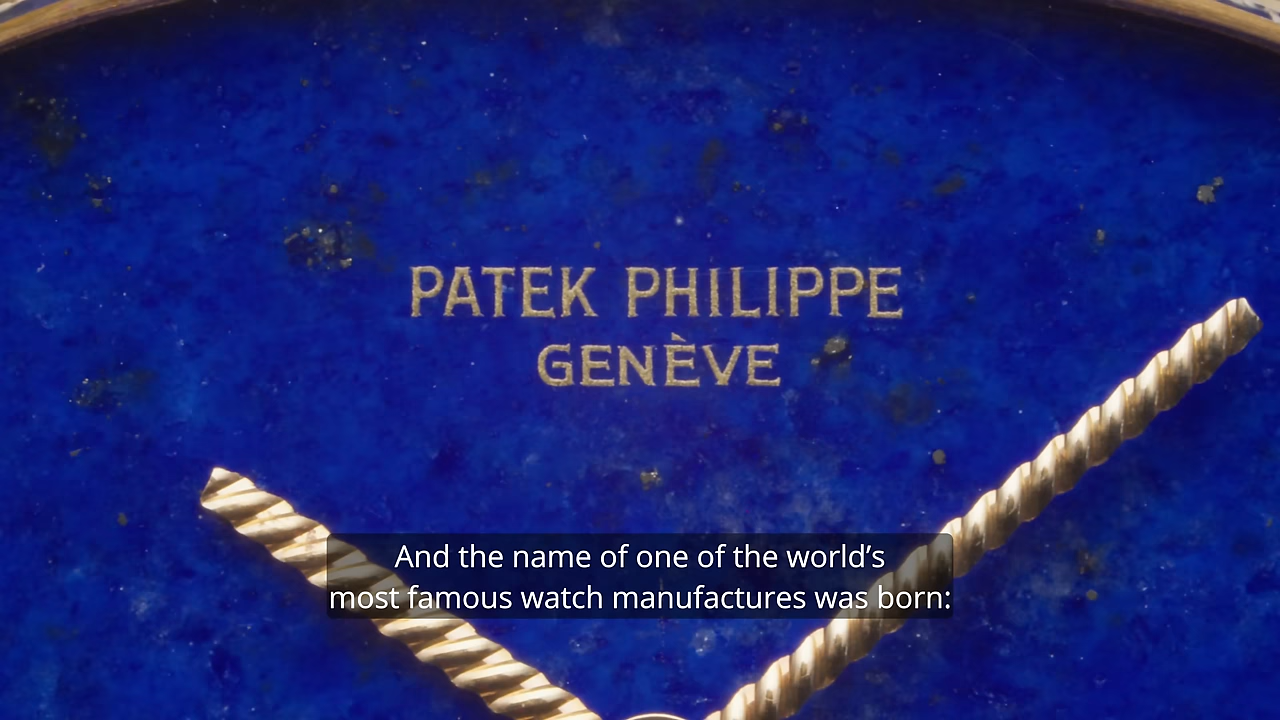 PATEK PHILIPPE
GENÈVE
And the name of one of the world’s
most famous watch manufactures was born: